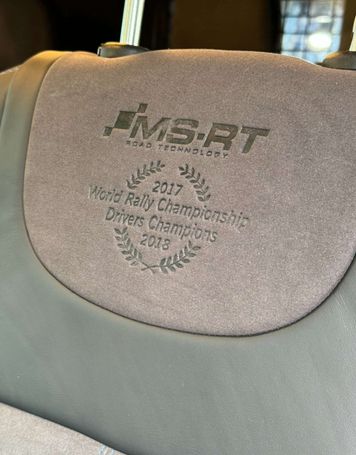 MS-RT
ROAD TECHNOLOGY
2017
World Rally Championship
Drivers Champions
2018